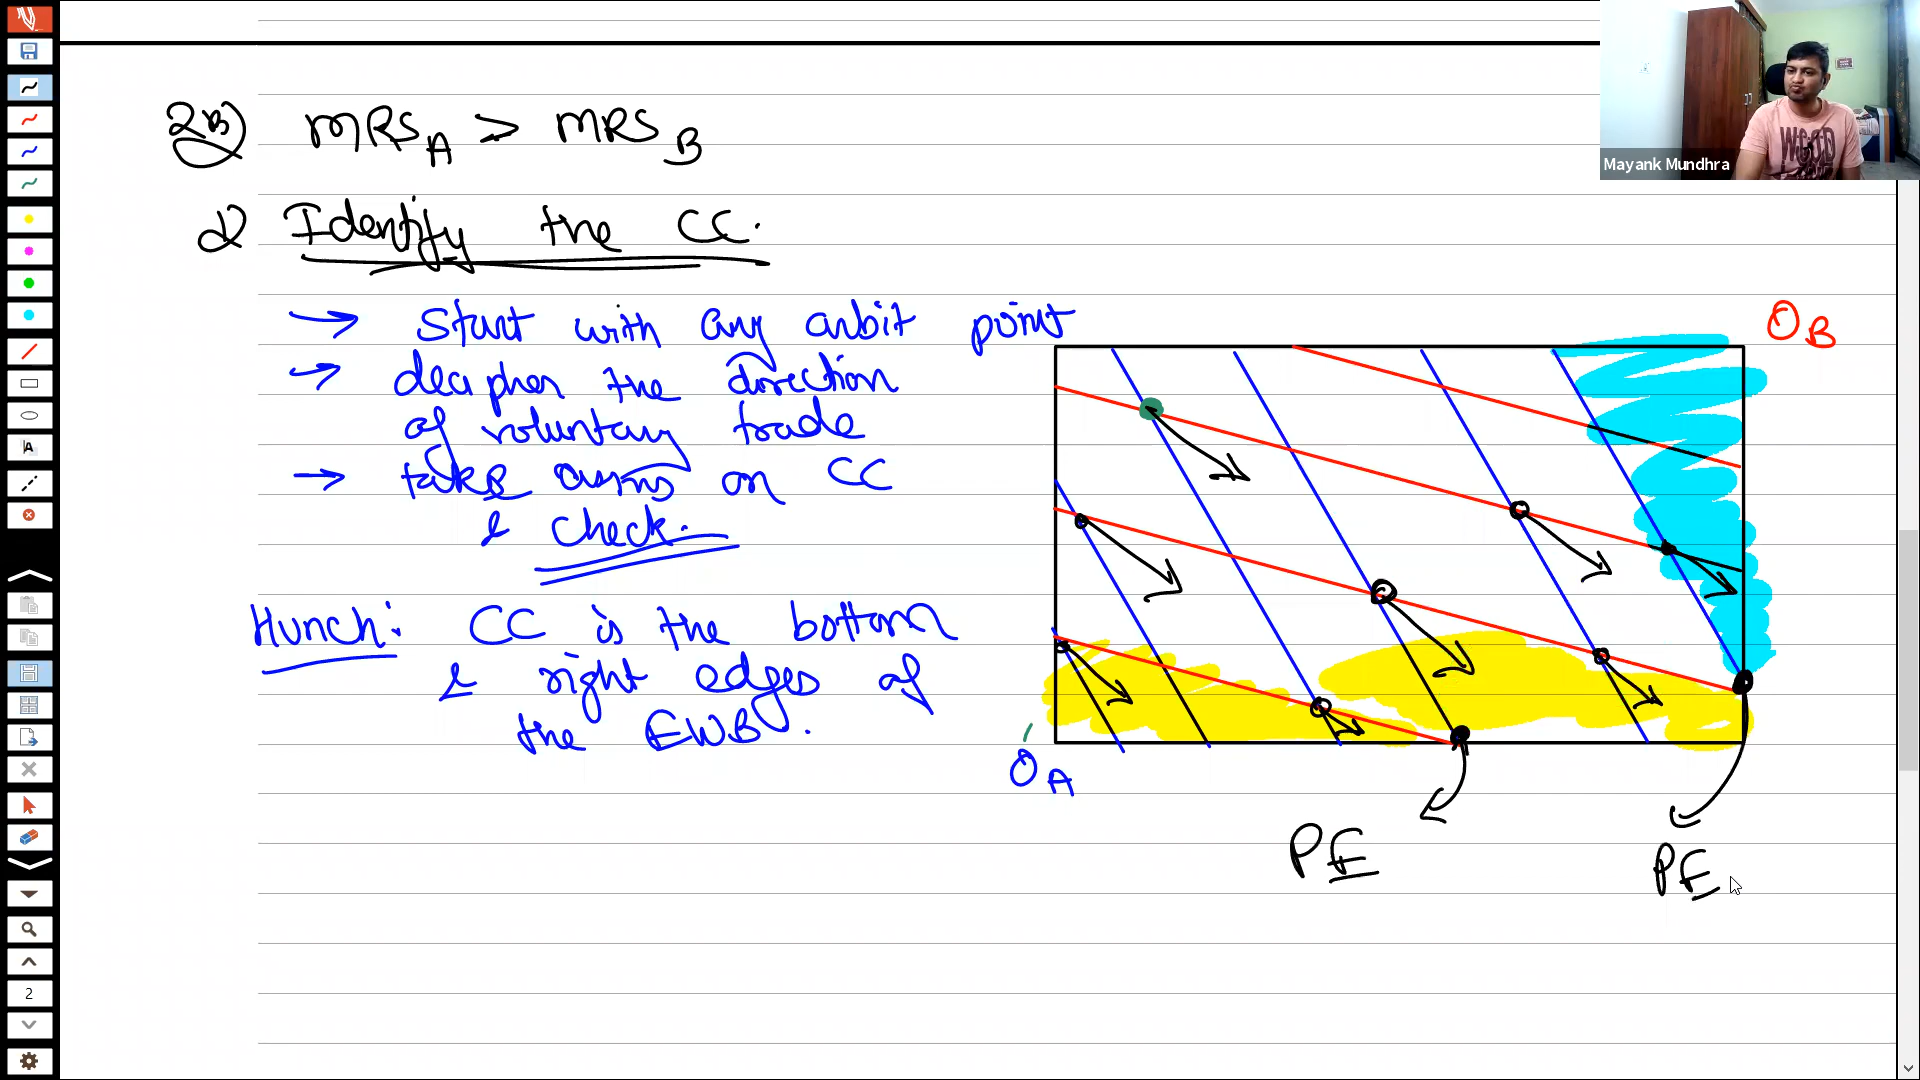 2B) MRS_A > MRS_B
Mayank Mundhra
d) Identify the CC.
→ Start with any arbit point
O_B
→ decipher the direction
of voluntary trade
→ take assns on CC
& check.
Hunch: CC is the bottom
& right edges of
the EWB.
O_A
PE
PE
2